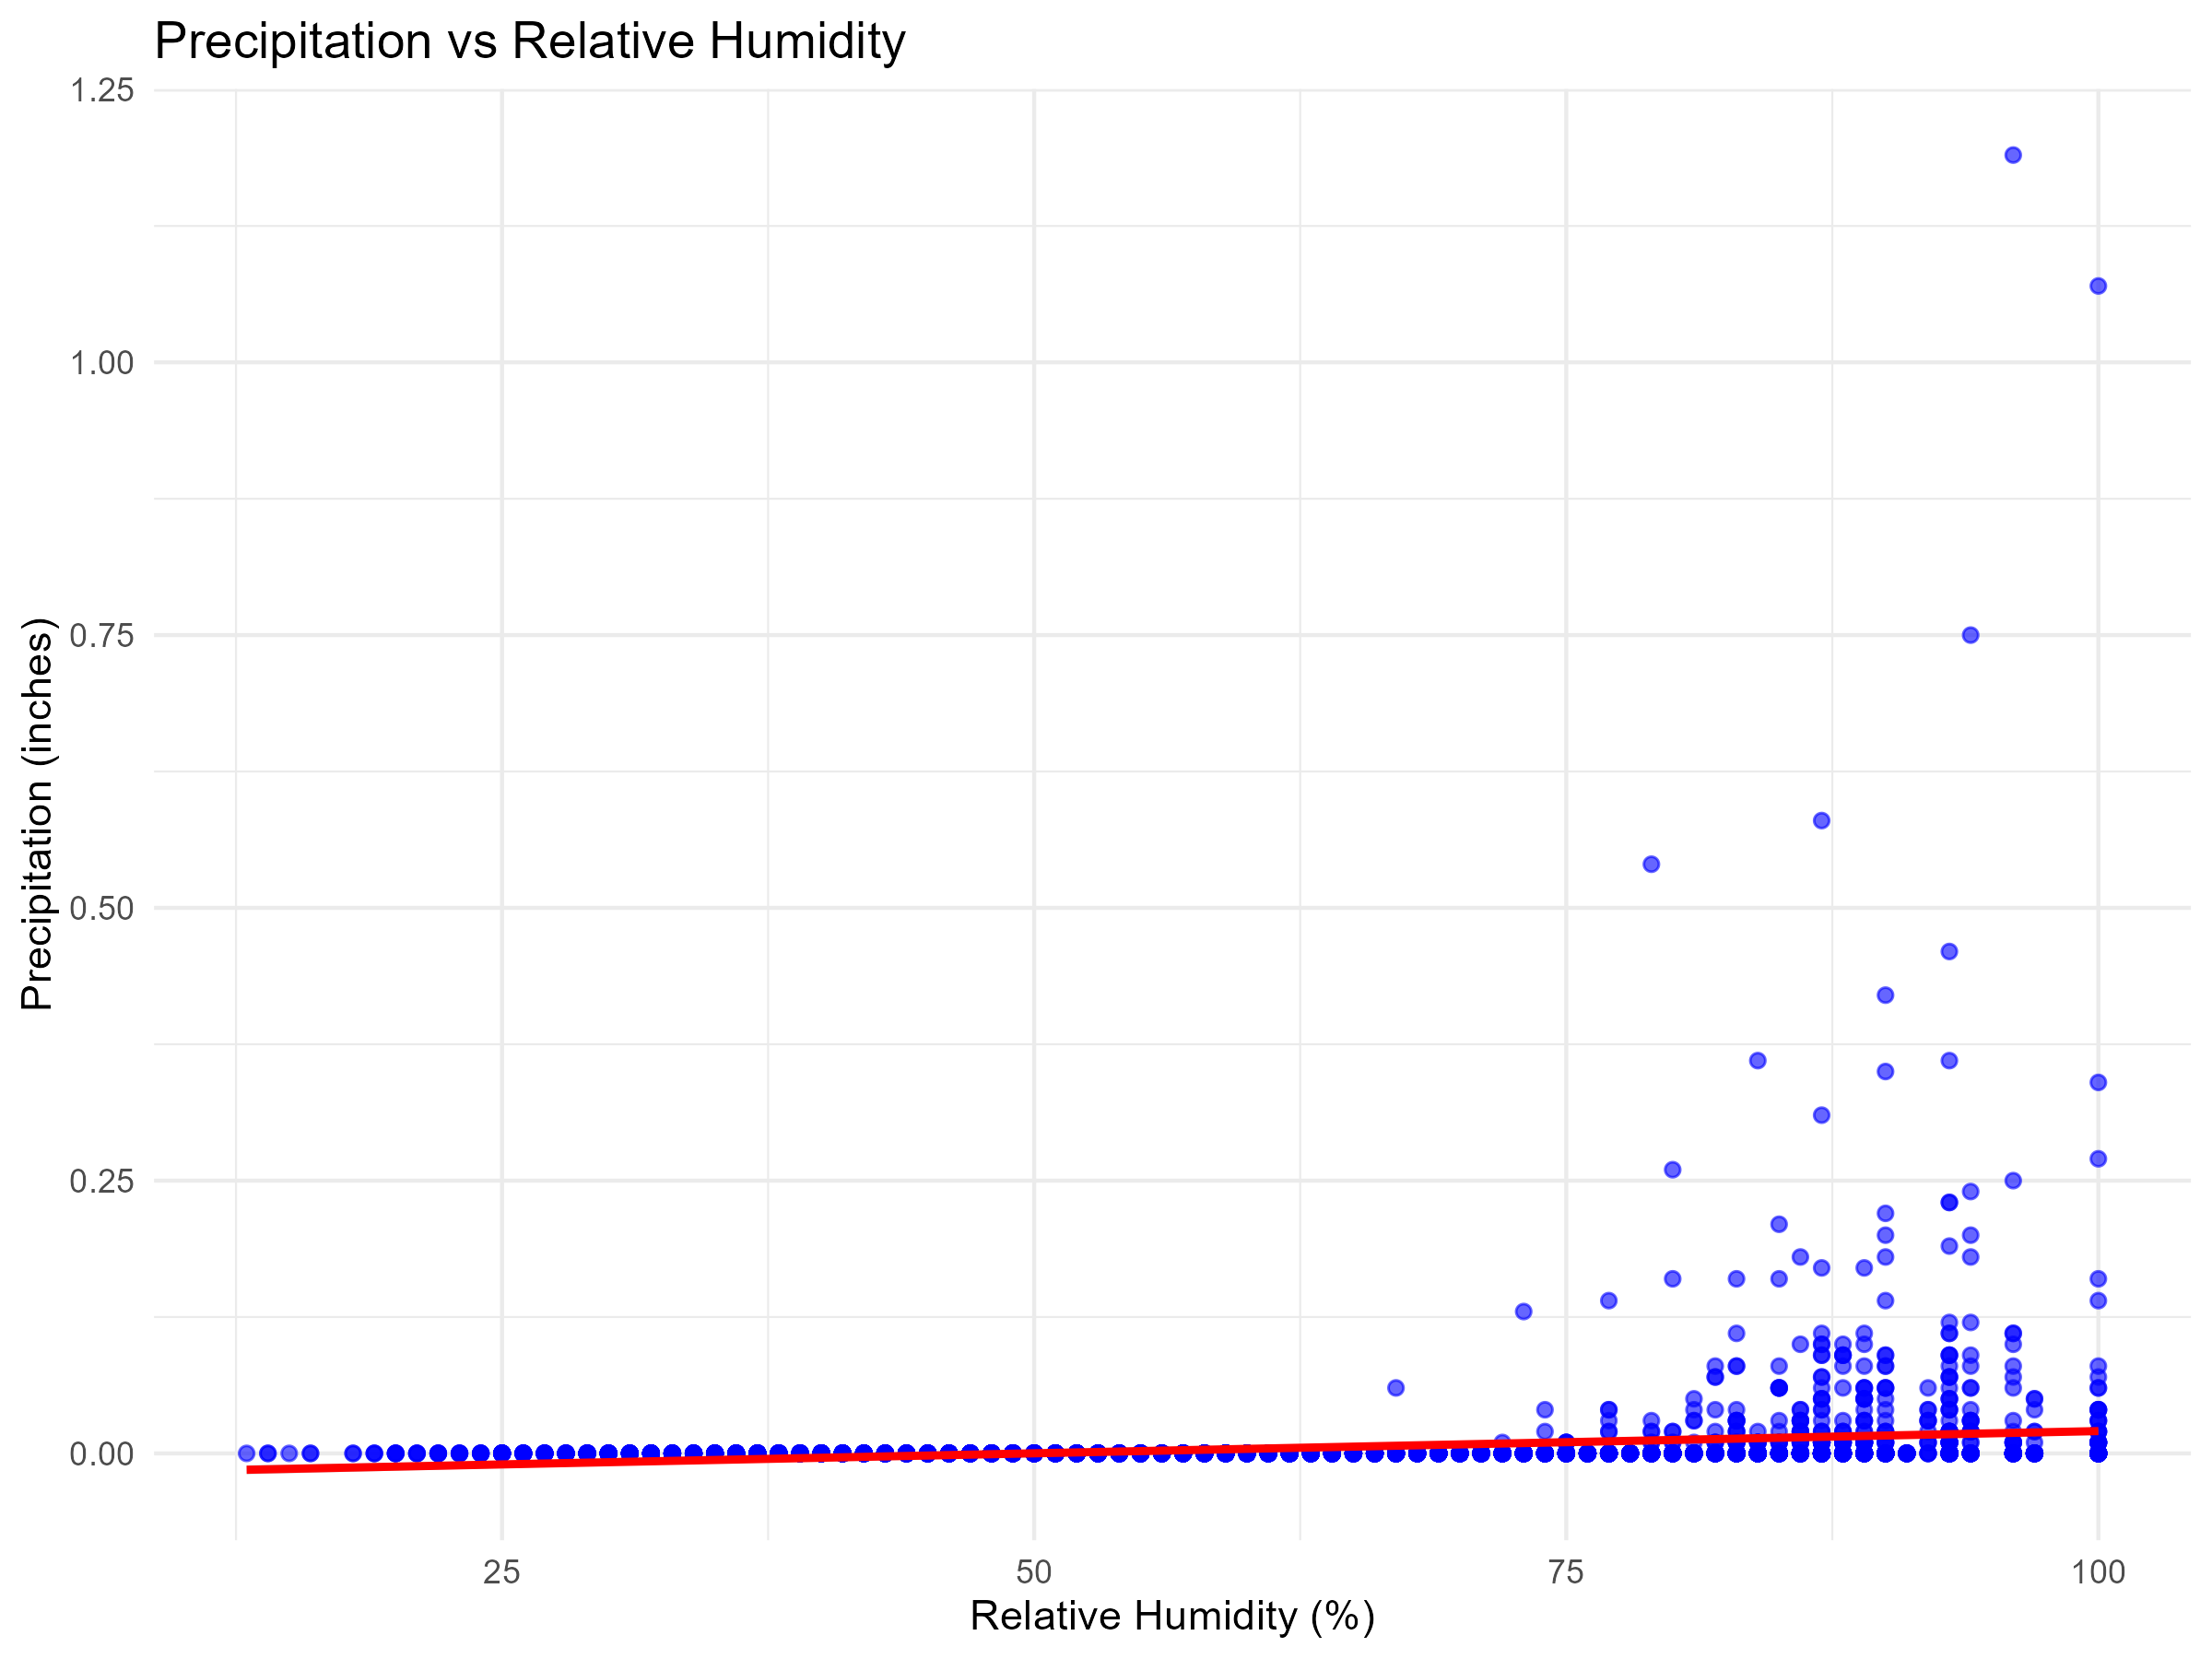 Precipitation vs Relative Humidity
1.25
1.00
0.75
0.50
0.25
0.00
Precipitation (inches)
25 50 75 100
Relative Humidity (%)